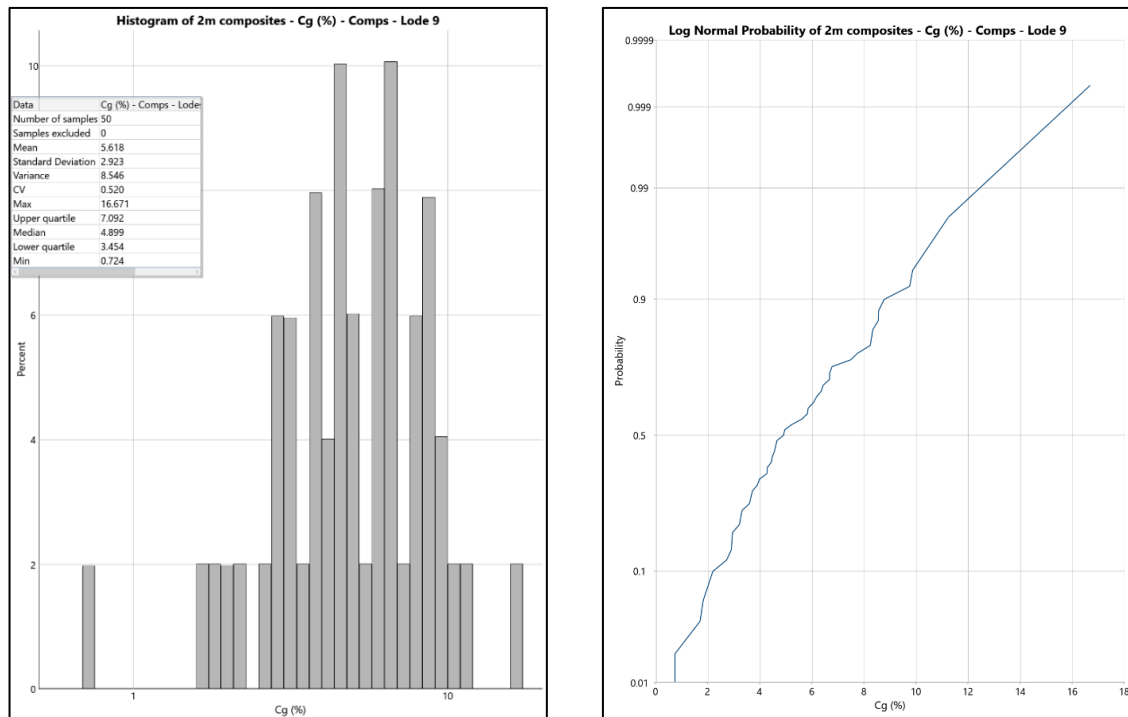 Histogram of 2m composites - Cg (%) - Comps - Lode 9
10
Data Cg (%) - Comps - Lode
Number of samples 50
Samples excluded 0
Mean 5.618
Standard Deviation 2.923
Variance 8.546
CV 0.520
Max 16.671
Upper quartile 7.092
Median 4.899
Lower quartile 3.454
Min 0.724
6
Percent
4
2
0
1 10
Cg (%)
Log Normal Probability of 2m composites - Cg (%) - Comps - Lode 9
0.9999
0.999
0.99
0.9
Probability
0.5
0.1
0.01
0 2 4 6 8 10 12 14 16 18
Cg (%)